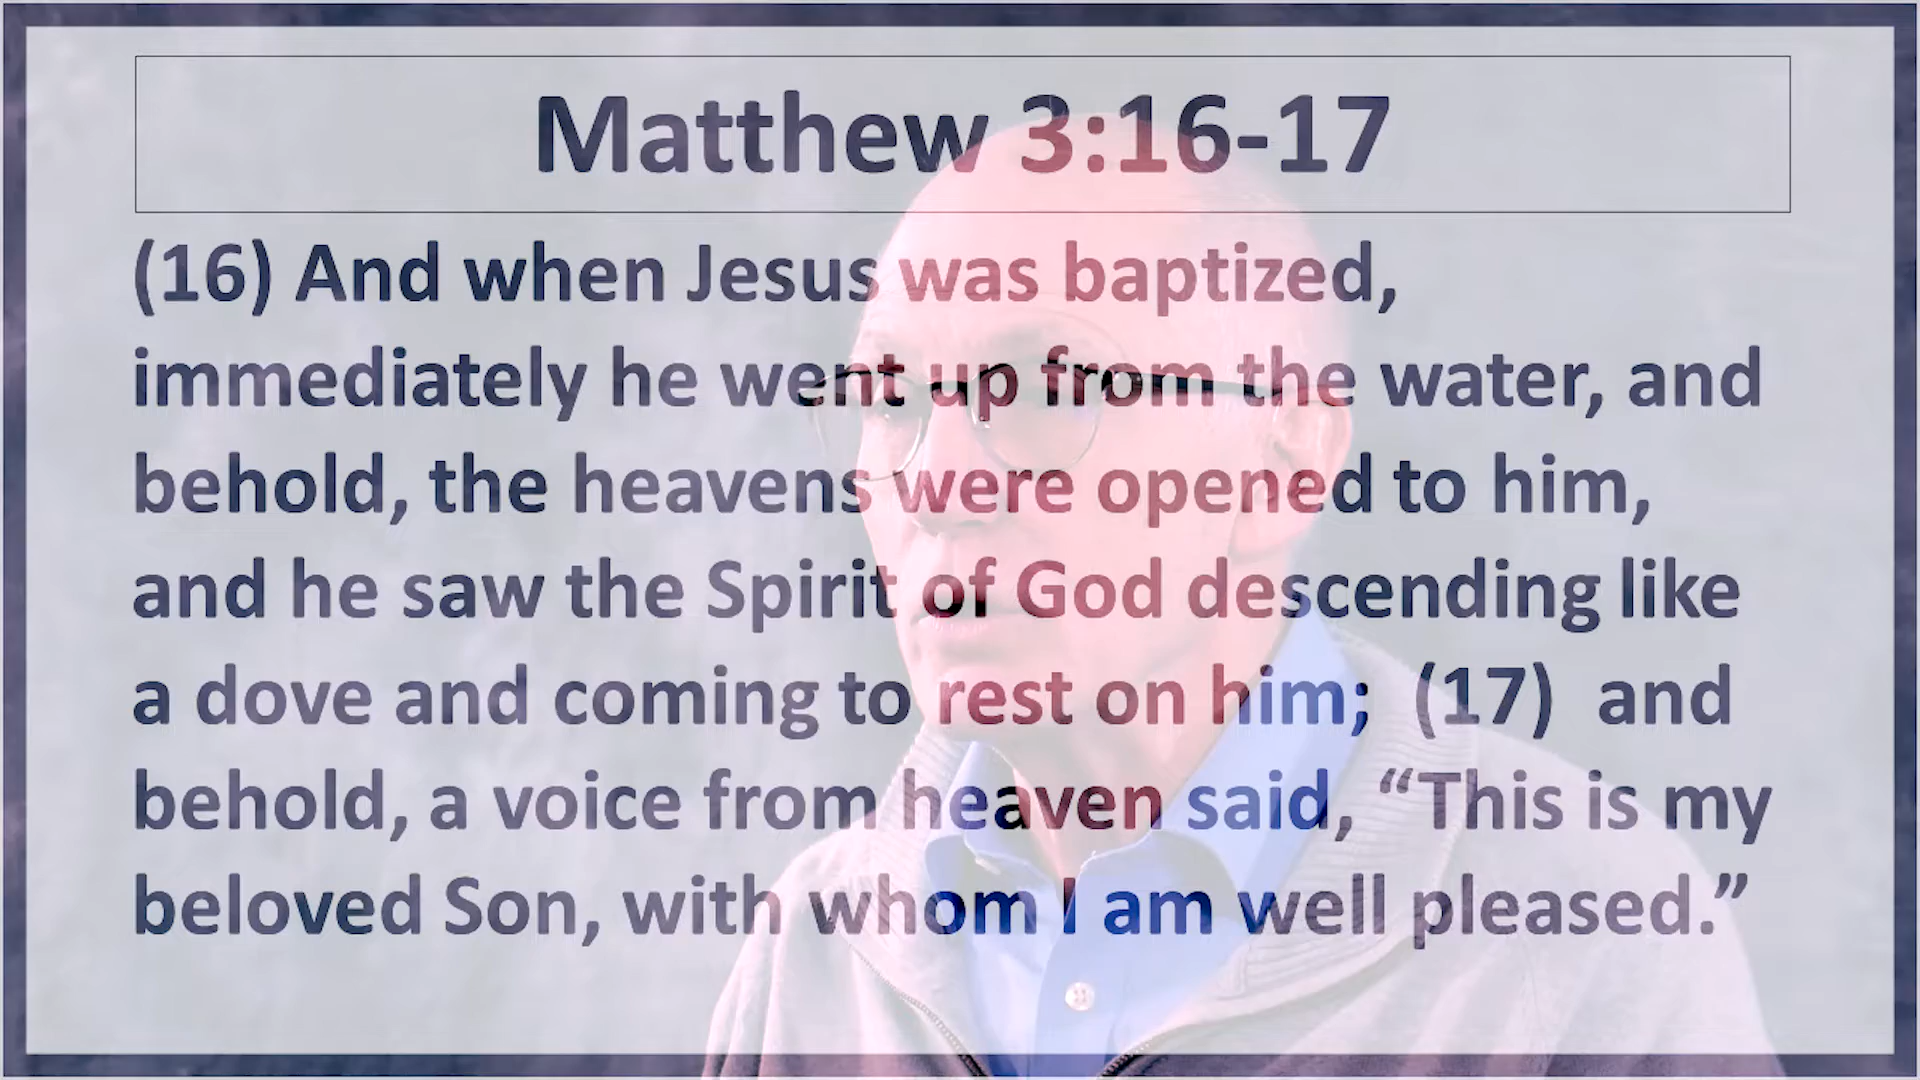 Matthew 3:16-17
(16) And when Jesus was baptized,
immediately he went up from the water, and
behold, the heavens were opened to him,
and he saw the Spirit of God descending like
a dove and coming to rest on him; (17) and
behold, a voice from heaven said, “This is my
beloved Son, with whom I am well pleased.”